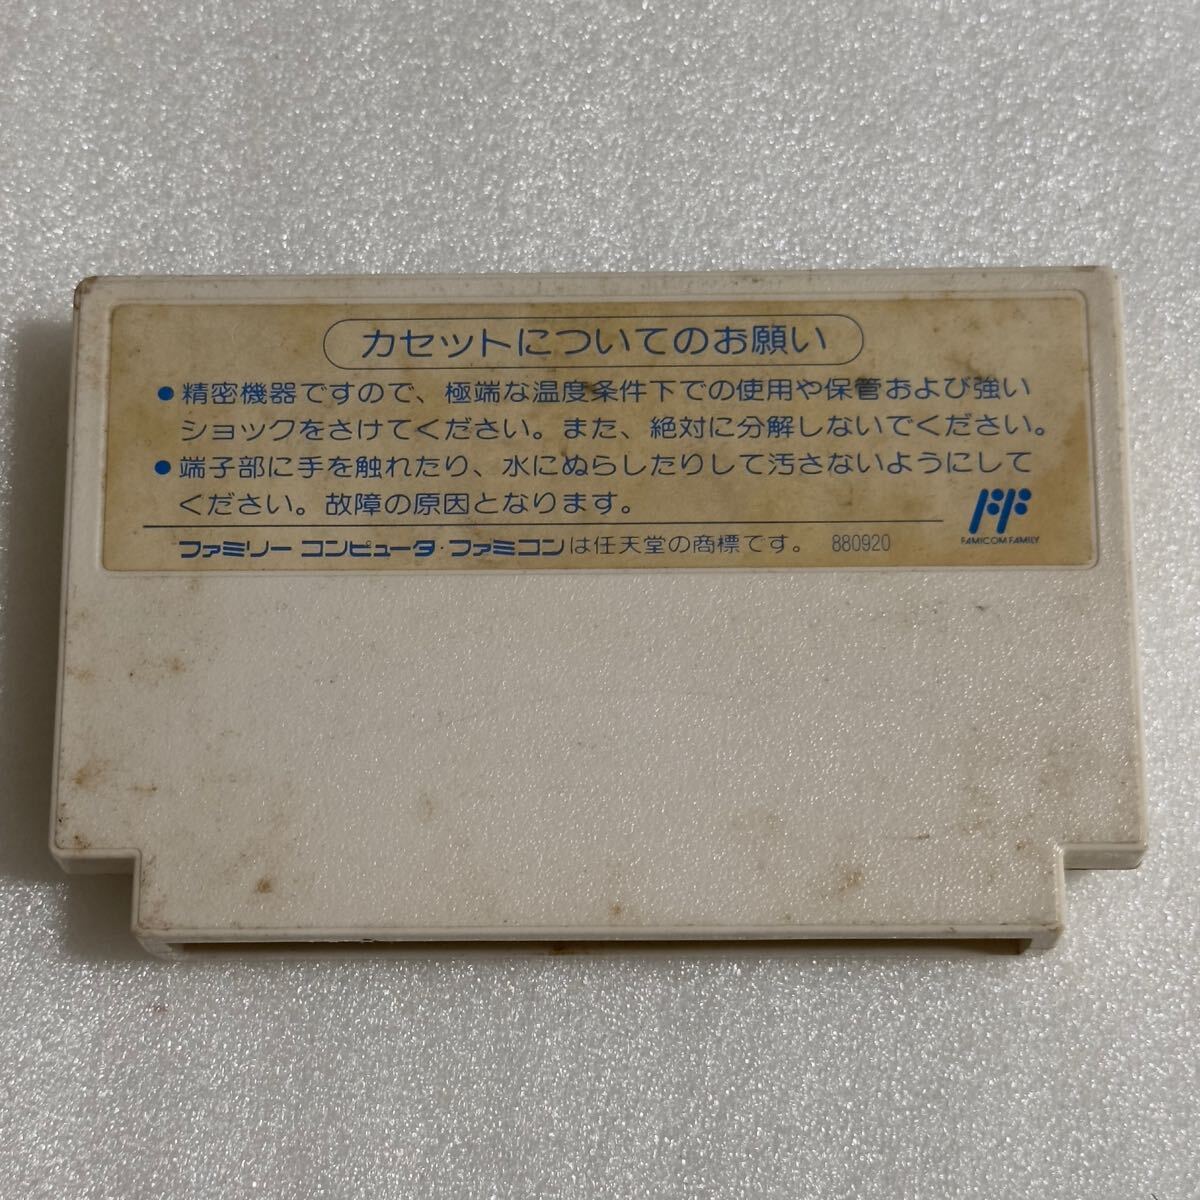 カセットについてのお願い
●精密機器ですので、極端な温度条件下での使用や保管および強い
ショックをさけてください。また、絶対に分解しないでください。
●端子部に手を触れたり、水にぬらしたりして汚さないようにして
ください。故障の原因となります。
FF
FAMICOM FAMILY
ファミリー コンピュータ・ファミコンは任天堂の商標です。 880920